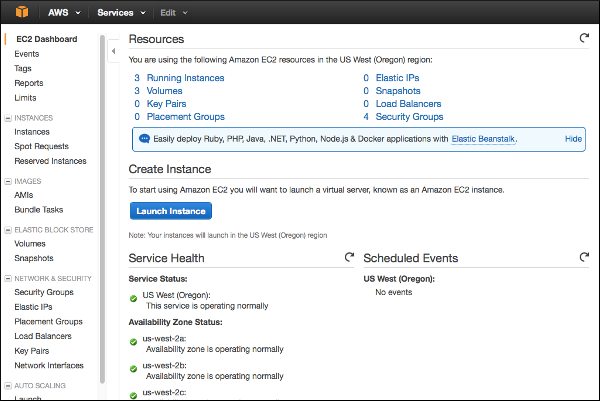 AWS Services Edit
EC2 Dashboard
Events
Tags
Reports
Limits
INSTANCES
Instances
Spot Requests
Reserved Instances
IMAGES
AMIs
Bundle Tasks
ELASTIC BLOCK STORE
Volumes
Snapshots
NETWORK & SECURITY
Security Groups
Elastic IPs
Placement Groups
Load Balancers
Key Pairs
Network Interfaces
AUTO SCALING
Launch
Resources
You are using the following Amazon EC2 resources in the US West (Oregon) region:
3 Running Instances
0 Elastic IPs
3 Volumes
0 Snapshots
0 Key Pairs
0 Load Balancers
0 Placement Groups
4 Security Groups
Easily deploy Ruby, PHP, Java, .NET, Python, Node.js & Docker applications with Elastic Beanstalk. Hide
Create Instance
To start using Amazon EC2 you will want to launch a virtual server, known as an Amazon EC2 instance.
Launch Instance
Note: Your instances will launch in the US West (Oregon) region
Service Health
Service Status:
US West (Oregon):
This service is operating normally
Availability Zone Status:
us-west-2a:
Availability zone is operating normally
us-west-2b:
Availability zone is operating normally
us-west-2c:
Scheduled Events
US West (Oregon):
No events